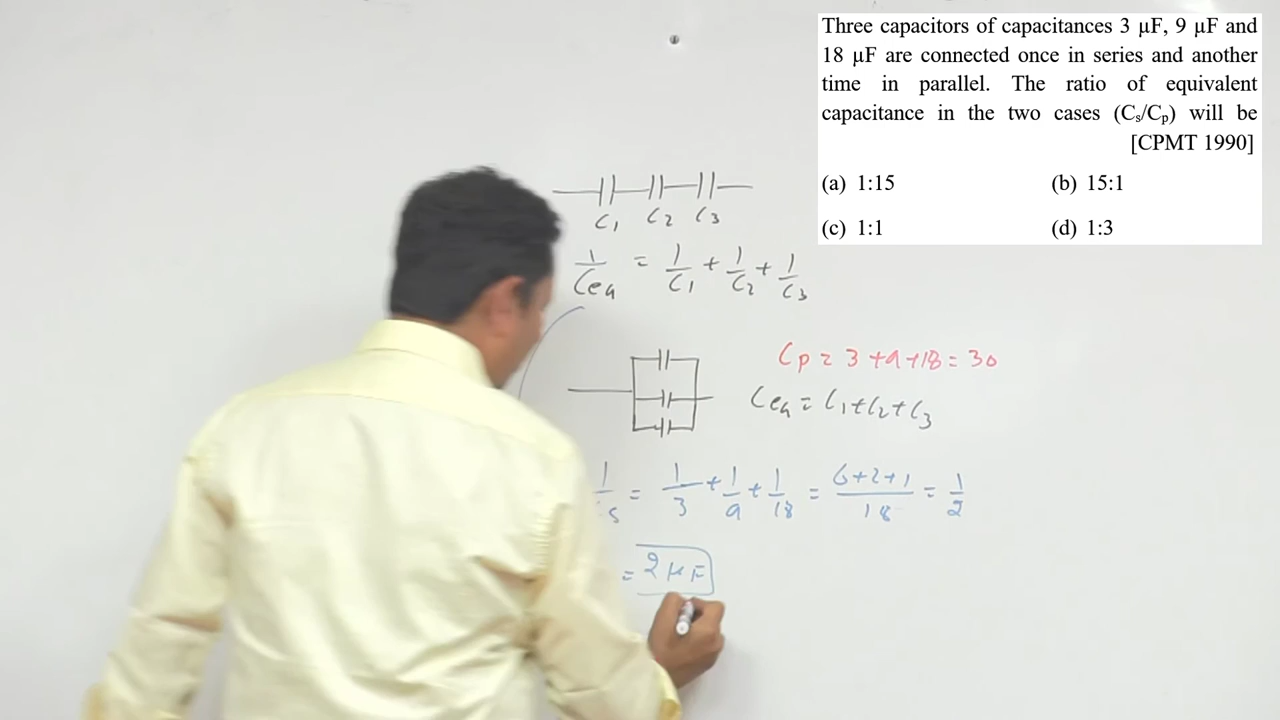 Three capacitors of capacitances 3 µF, 9 µF and
18 µF are connected once in series and another
time in parallel. The ratio of equivalent
capacitance in the two cases (Cₛ/Cₚ) will be
[CPMT 1990]
(a) 1:15 (b) 15:1
(c) 1:1 (d) 1:3
C₁ C₂ C₃
1/Ceq = 1/C₁ + 1/C₂ + 1/C₃
Cp = 3 + 9 + 18 = 30
Ceq = C₁ + C₂ + C₃
1/s = 1/3 + 1/9 + 1/18 = 6+2+1/18 = 1/2
= 2 µF